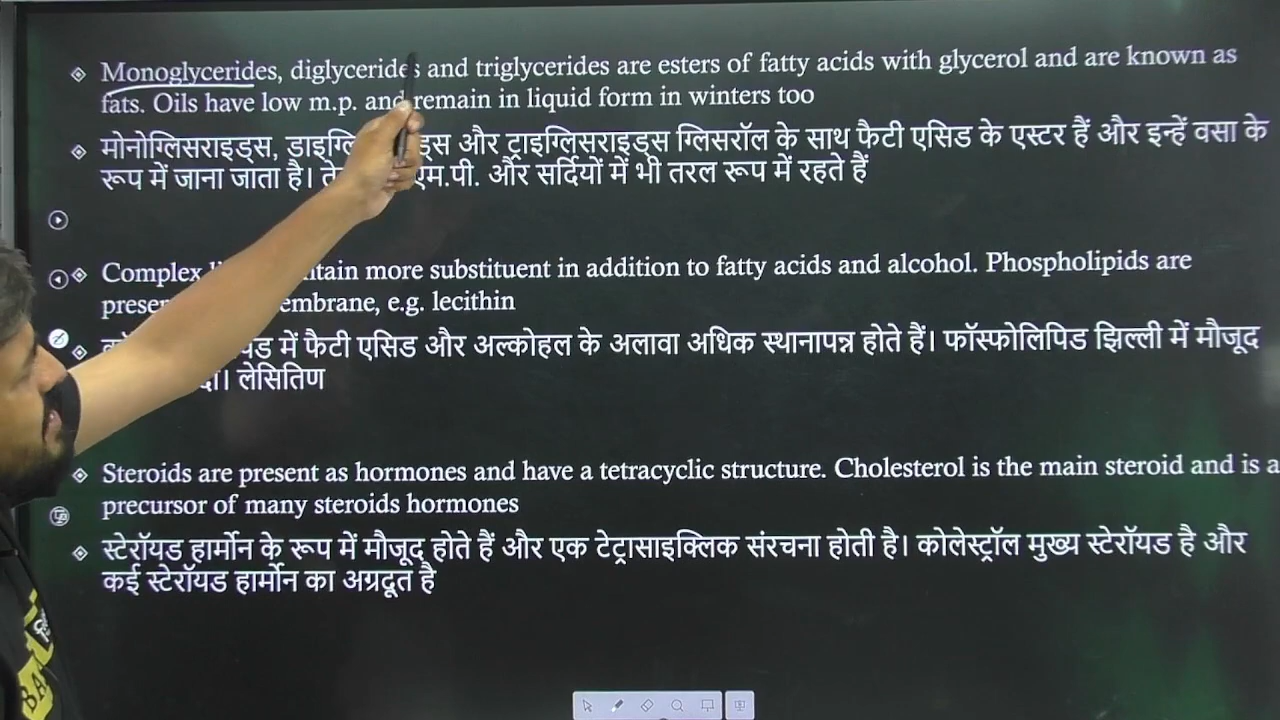 Monoglycerides, diglycerides and triglycerides are esters of fatty acids with glycerol and are known as
fats. Oils have low m.p. and remain in liquid form in winters too
मोनोग्लिसराइड्स, और ट्राइग्लिसराइड्स ग्लिसरॉल के साथ फैटी एसिड के एस्टर हैं और इन्हें वसा के
रूप में जाना जाता है। एम.पी. और सर्दियों में भी तरल रूप में रहते हैं
Complex more substituent in addition to fatty acids and alcohol. Phospholipids are
e.g. lecithin
में फैटी एसिड और अल्कोहल के अलावा अधिक स्थानापन्न होते हैं। फॉस्फोलिपिड झिल्ली में मौजूद
लेसितिण
Steroids are present as hormones and have a tetracyclic structure. Cholesterol is the main steroid and is a
precursor of many steroids hormones
स्टेरॉयड हार्मोन के रूप में मौजूद होते हैं और एक टेट्रासाइक्लिक संरचना होती है। कोलेस्ट्रॉल मुख्य स्टेरॉयड है और
कई स्टेरॉयड हार्मोन का अग्रदूत है